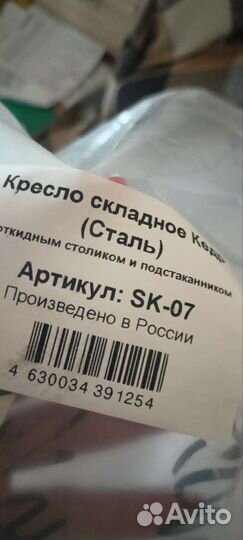 Кресло складное Кедр
(Сталь)
откидным столиком и подстаканником
Артикул: SK-07
Произведено в России
4 630034 391254
Avito